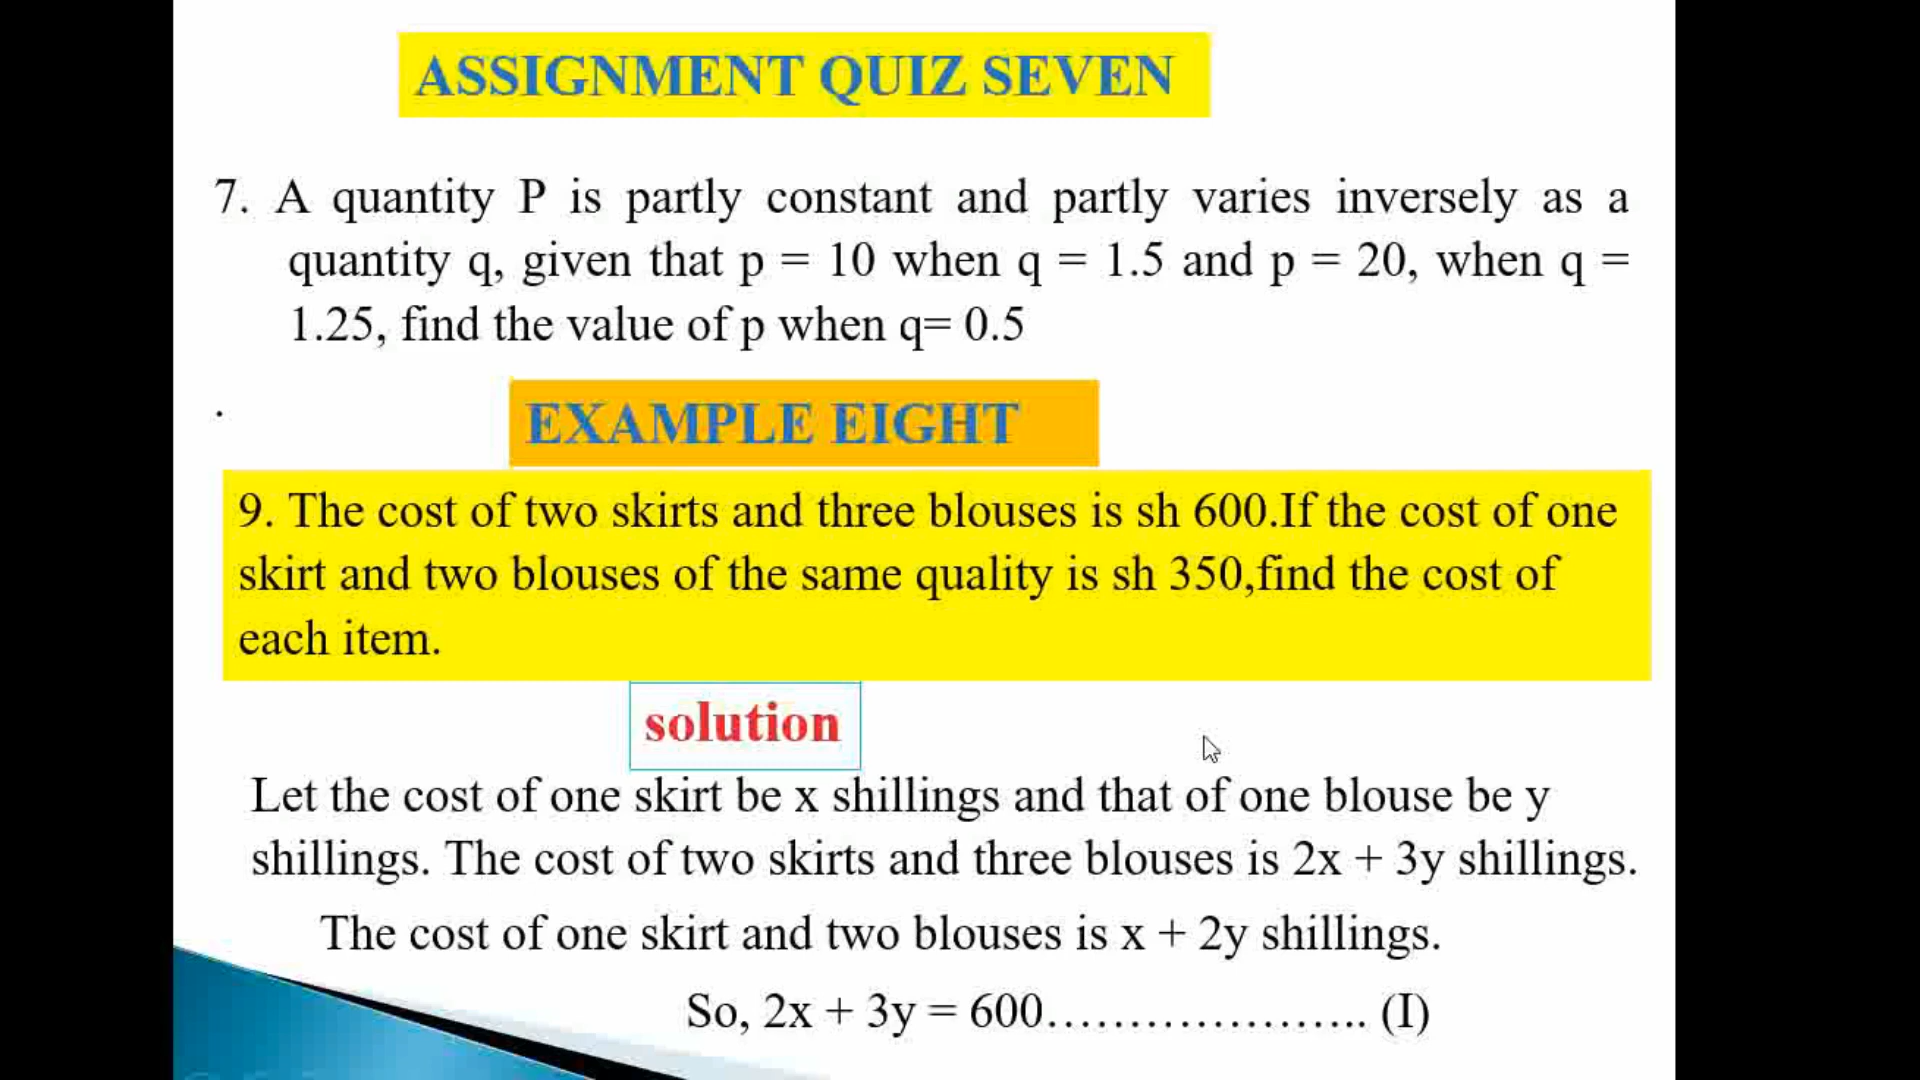 ASSIGNMENT QUIZ SEVEN
7. A quantity P is partly constant and partly varies inversely as a
quantity q, given that p = 10 when q = 1.5 and p = 20, when q =
1.25, find the value of p when q= 0.5
.
EXAMPLE EIGHT
9. The cost of two skirts and three blouses is sh 600.If the cost of one
skirt and two blouses of the same quality is sh 350,find the cost of
each item.
solution
Let the cost of one skirt be x shillings and that of one blouse be y
shillings. The cost of two skirts and three blouses is 2x + 3y shillings.
The cost of one skirt and two blouses is x + 2y shillings.
So, 2x + 3y = 600………………….. (I)